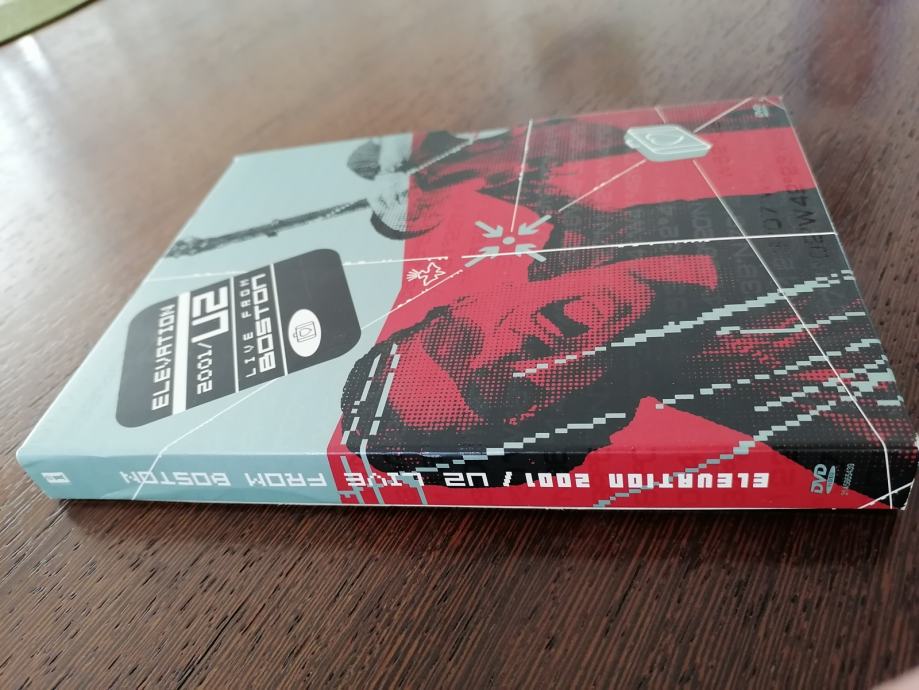 ELEVATION
2001/U2
LIVE FROM
BOSTON
ELEVATION 2001 / U2 LIVE FROM BOSTON
DVD